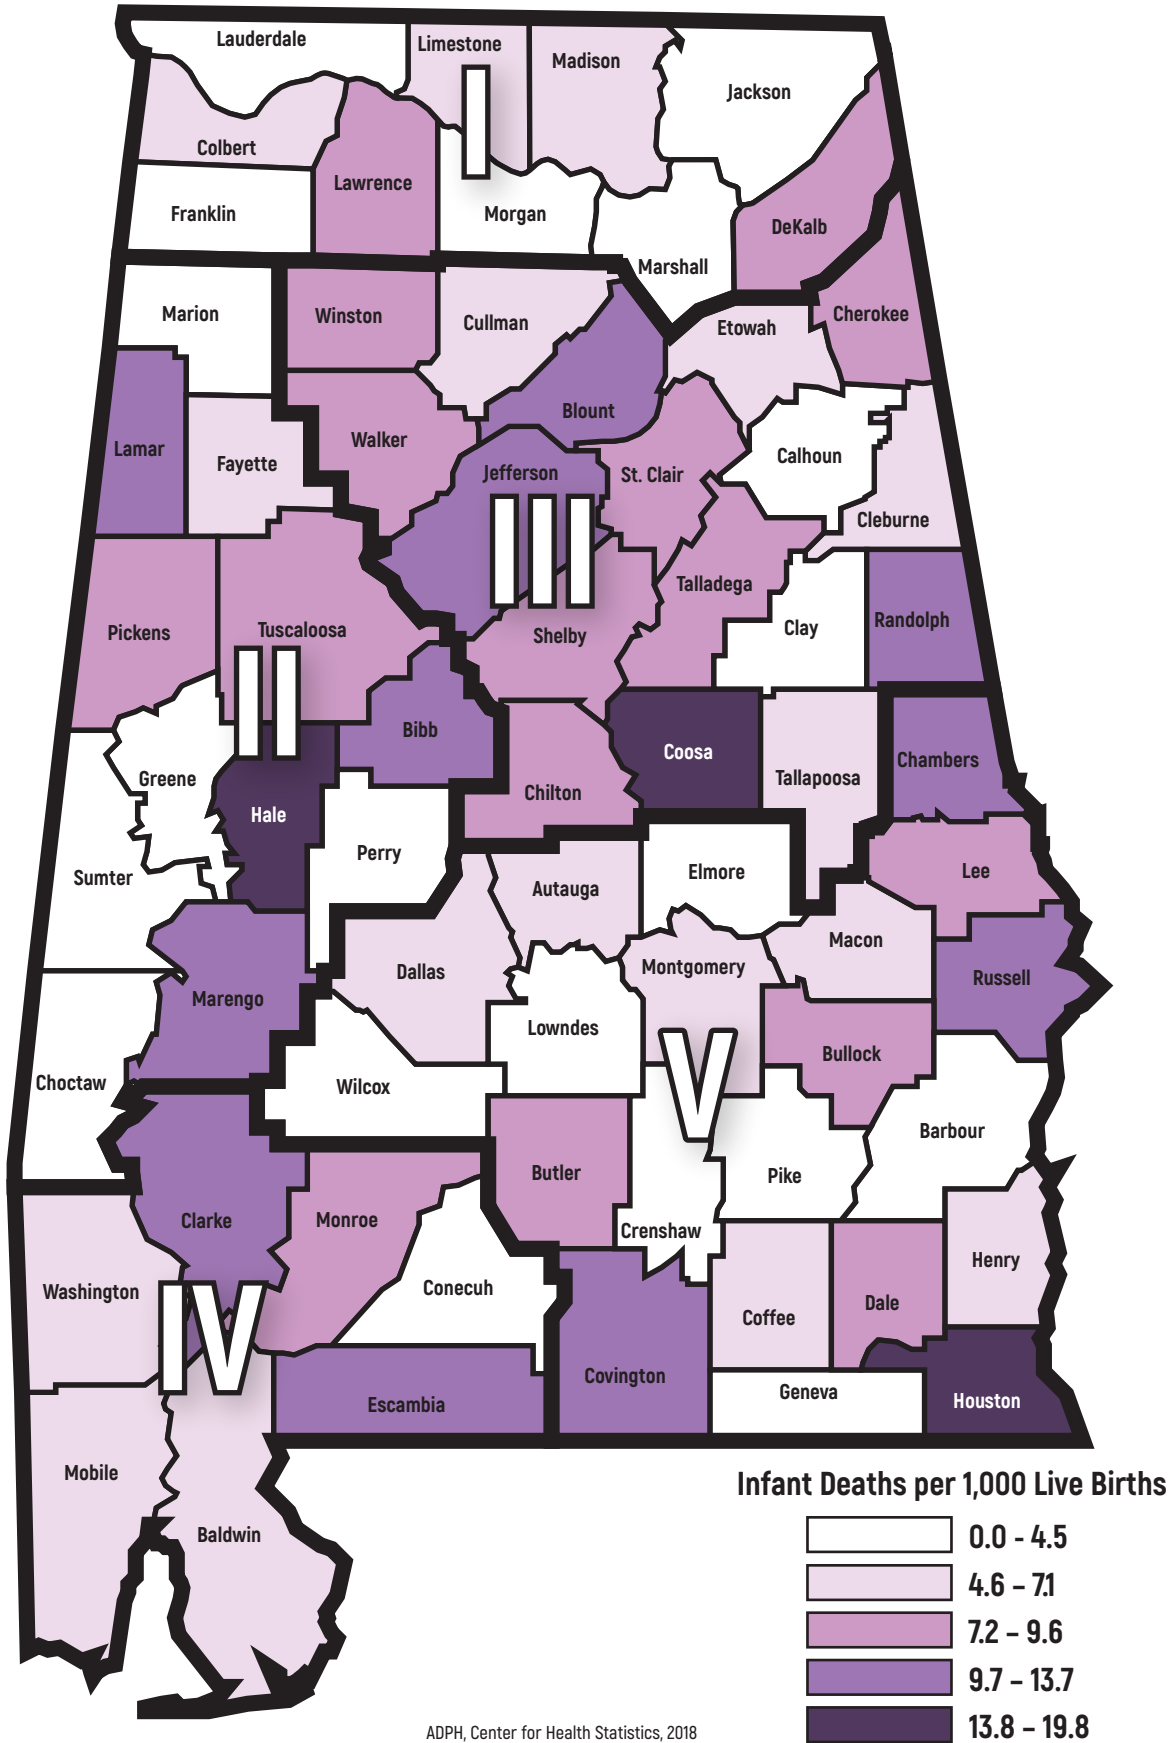 Lauderdale
Limestone
Madison
Jackson
Colbert
Lawrence
I
Franklin
Morgan
DeKalb
Marshall
Marion
Winston
Cullman
Etowah
Cherokee
Blount
Lamar
Fayette
Walker
Jefferson
St. Clair
Calhoun
Cleburne
III
Talladega
Pickens
Tuscaloosa
Shelby
Clay
Randolph
II
Bibb
Coosa
Chambers
Greene
Tallapoosa
Hale
Chilton
Perry
Sumter
Autauga
Elmore
Lee
Macon
Dallas
Montgomery
Russell
Marengo
Lowndes
Bullock
Choctaw
Wilcox
V
Barbour
Butler
Pike
Clarke
Monroe
Crenshaw
Washington
Conecuh
Henry
IV
Coffee
Dale
Covington
Geneva
Houston
Escambia
Mobile
Baldwin
Infant Deaths per 1,000 Live Births
0.0 - 4.5
4.6 – 7.1
7.2 – 9.6
9.7 – 13.7
13.8 – 19.8
ADPH, Center for Health Statistics, 2018